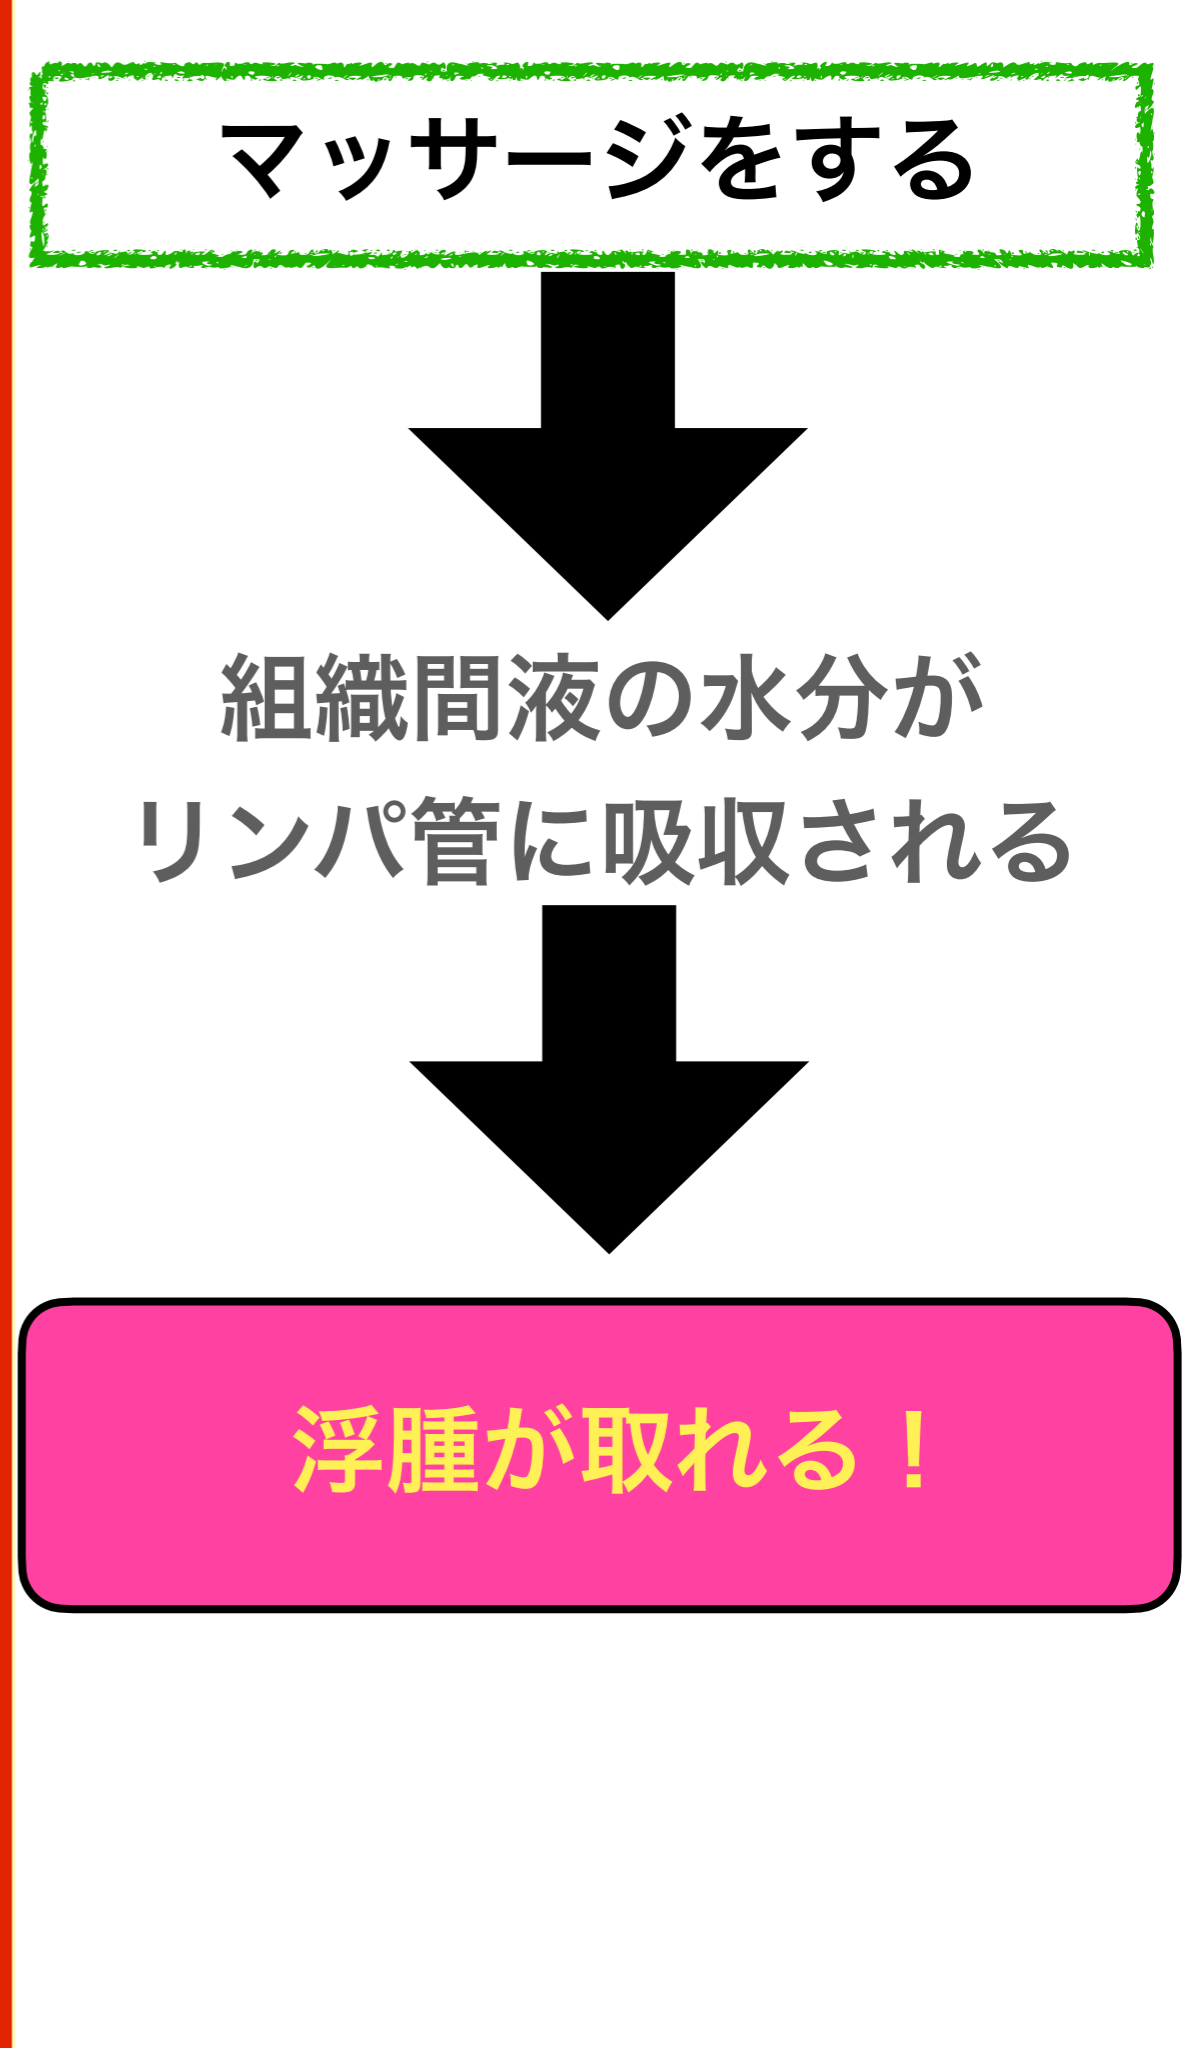 マッサージをする
組織間液の水分が
リンパ管に吸収される
浮腫が取れる！